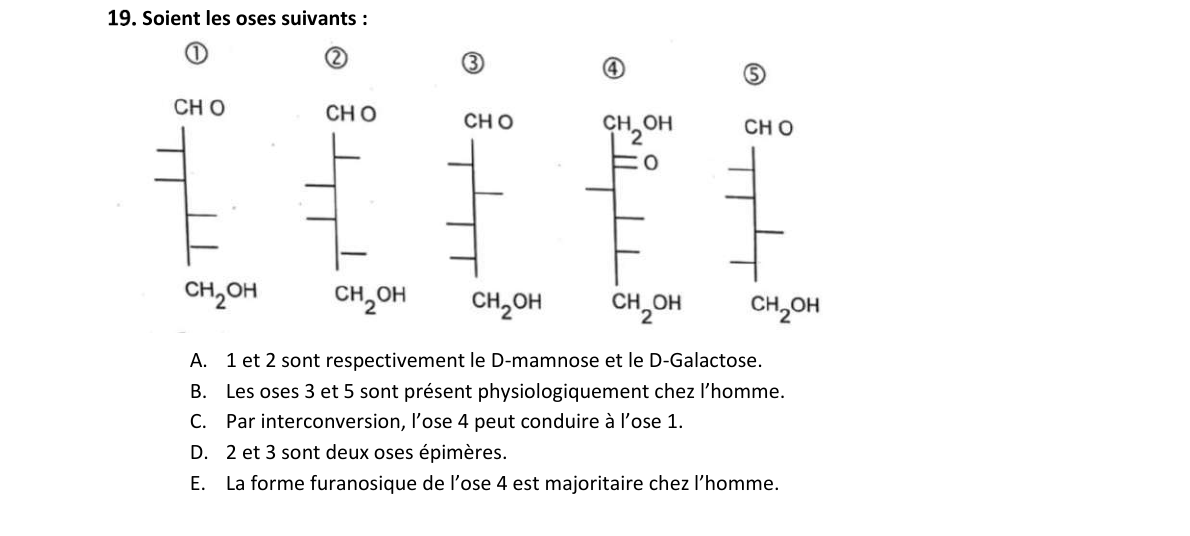 19. Soient les oses suivants :
① ② ③ ④ ⑤
CH O CH O CH O CH₂OH CH O
O
CH₂OH CH₂OH CH₂OH CH₂OH CH₂OH
A. 1 et 2 sont respectivement le D-mamnose et le D-Galactose.
B. Les oses 3 et 5 sont présent physiologiquement chez l’homme.
C. Par interconversion, l’ose 4 peut conduire à l’ose 1.
D. 2 et 3 sont deux oses épimères.
E. La forme furanosique de l’ose 4 est majoritaire chez l’homme.